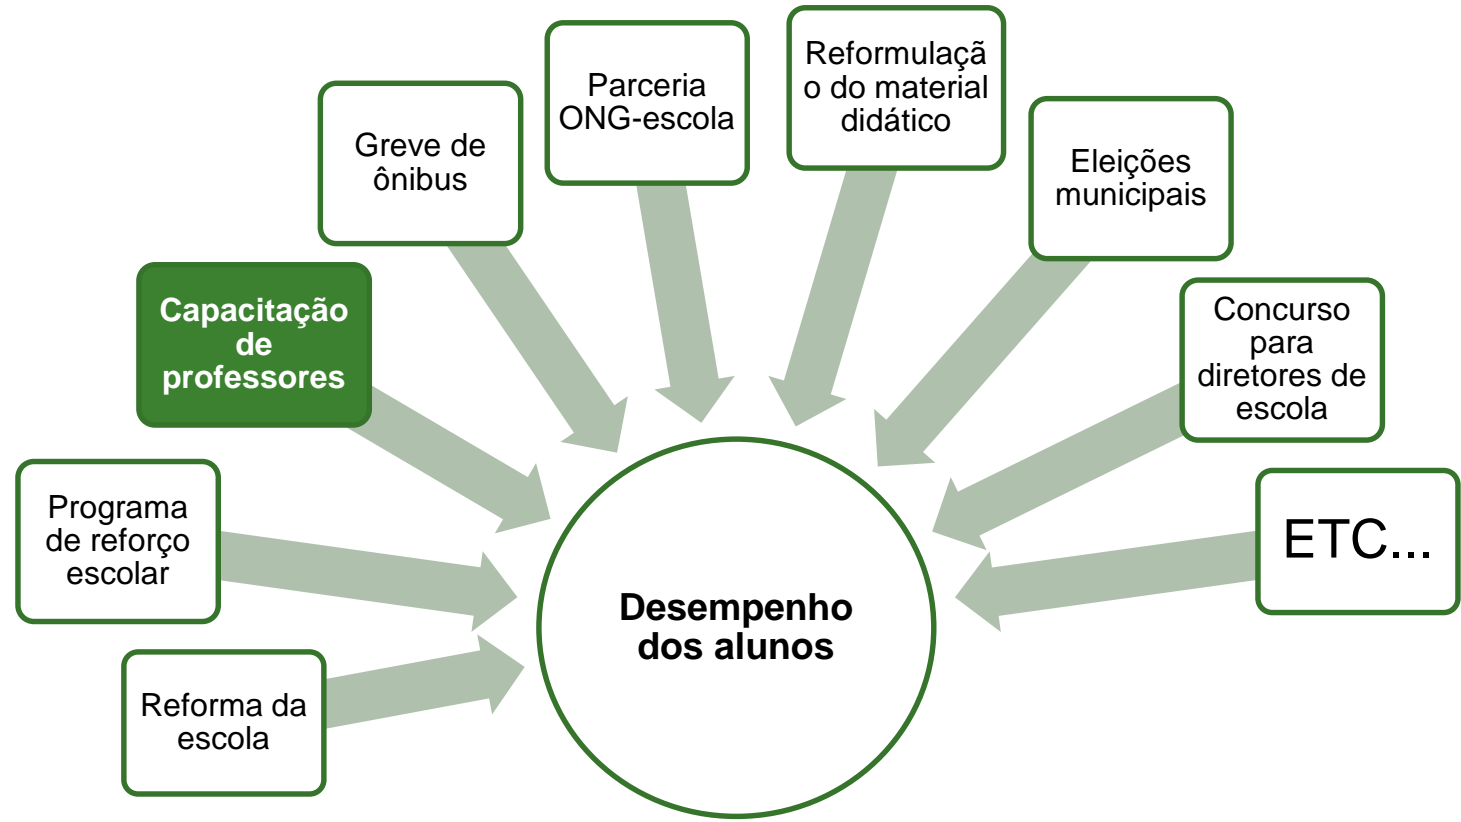 Reforma da
escola
Programa
de reforço
escolar
Capacitação
de
professores
Greve de
ônibus
Parceria
ONG-escola
Reformulaçã
o do material
didático
Eleições
municipais
Concurso
para
diretores de
escola
ETC...
Desempenho
dos alunos